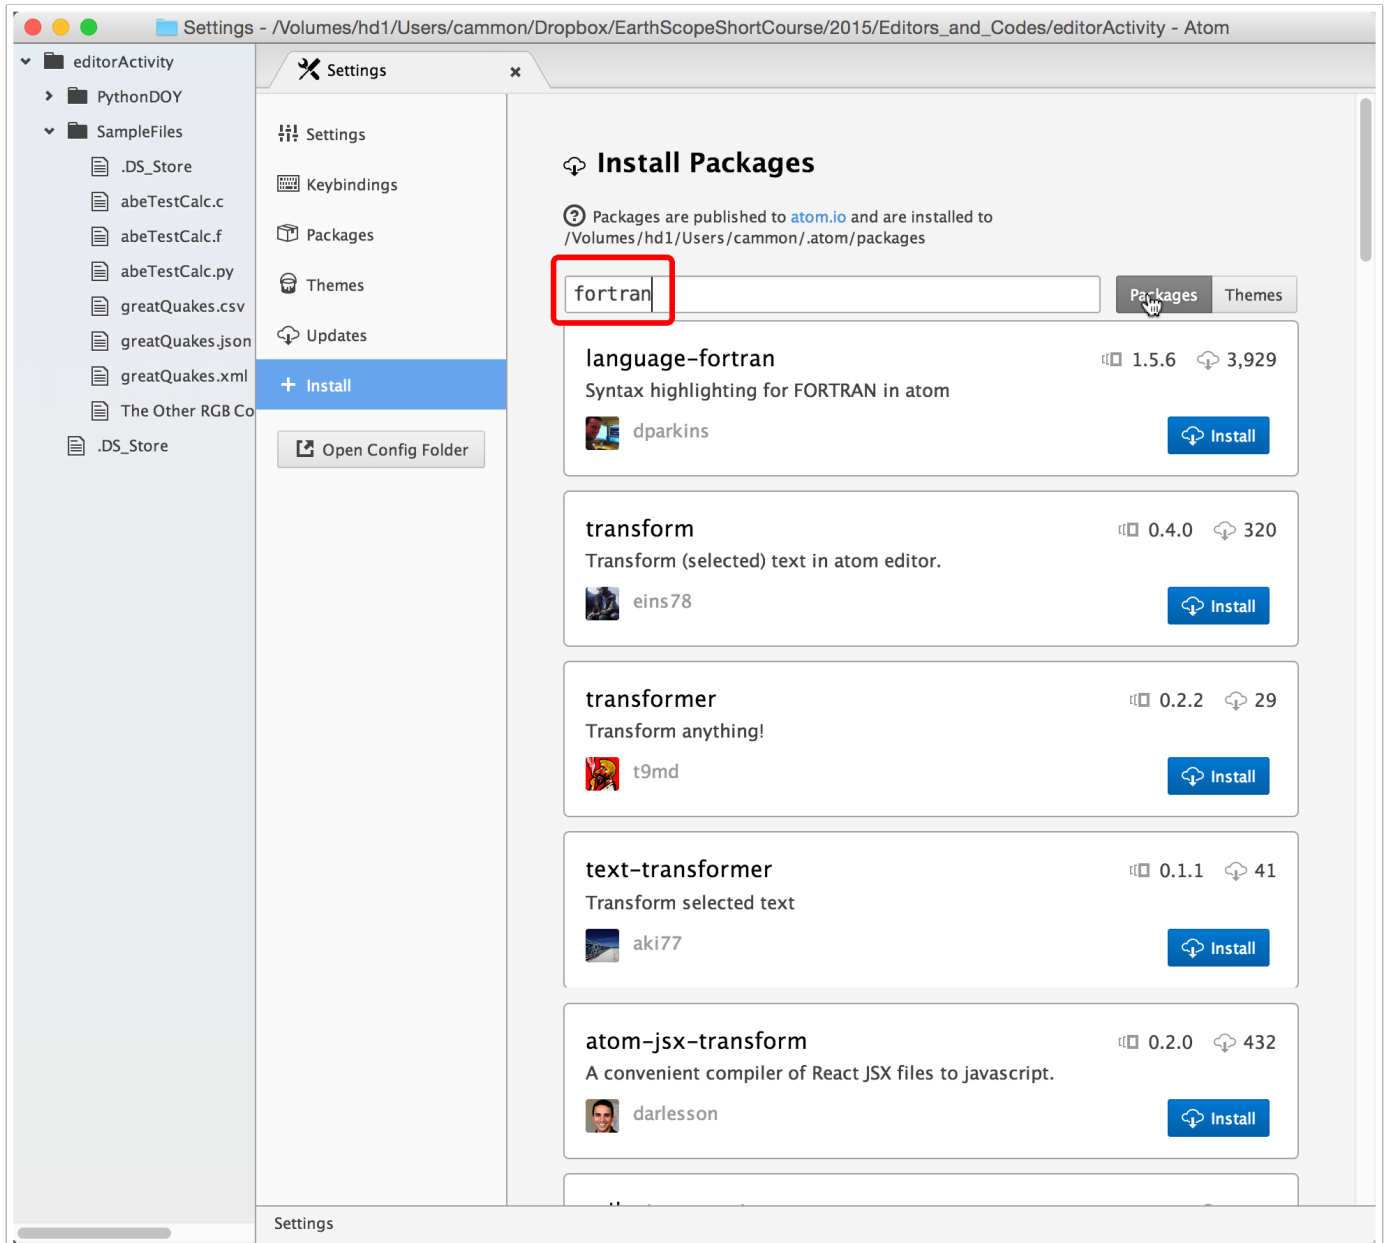 Settings - /Volumes/hd1/Users/cammon/Dropbox/EarthScopeShortCourse/2015/Editors_and_Codes/editorActivity - Atom
editorActivity
PythonDOY
SampleFiles
.DS_Store
abeTestCalc.c
abeTestCalc.f
abeTestCalc.py
greatQuakes.csv
greatQuakes.json
greatQuakes.xml
The Other RGB Co
.DS_Store
Settings
Settings
Keybindings
Packages
Themes
Updates
Install
Open Config Folder
Install Packages
Packages are published to atom.io and are installed to
/Volumes/hd1/Users/cammon/.atom/packages
fortran
Packages Themes
language-fortran 1.5.6 3,929
Syntax highlighting for FORTRAN in atom
dparkins Install
transform 0.4.0 320
Transform (selected) text in atom editor.
eins78 Install
transformer 0.2.2 29
Transform anything!
t9md Install
text-transformer 0.1.1 41
Transform selected text
aki77 Install
atom-jsx-transform 0.2.0 432
A convenient compiler of React JSX files to javascript.
darlesson Install
Settings